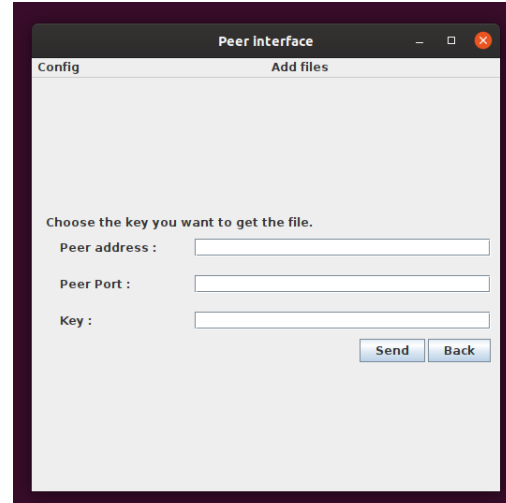 Peer interface
Config Add files
Choose the key you want to get the file.
Peer address :
Peer Port :
Key :
Send Back